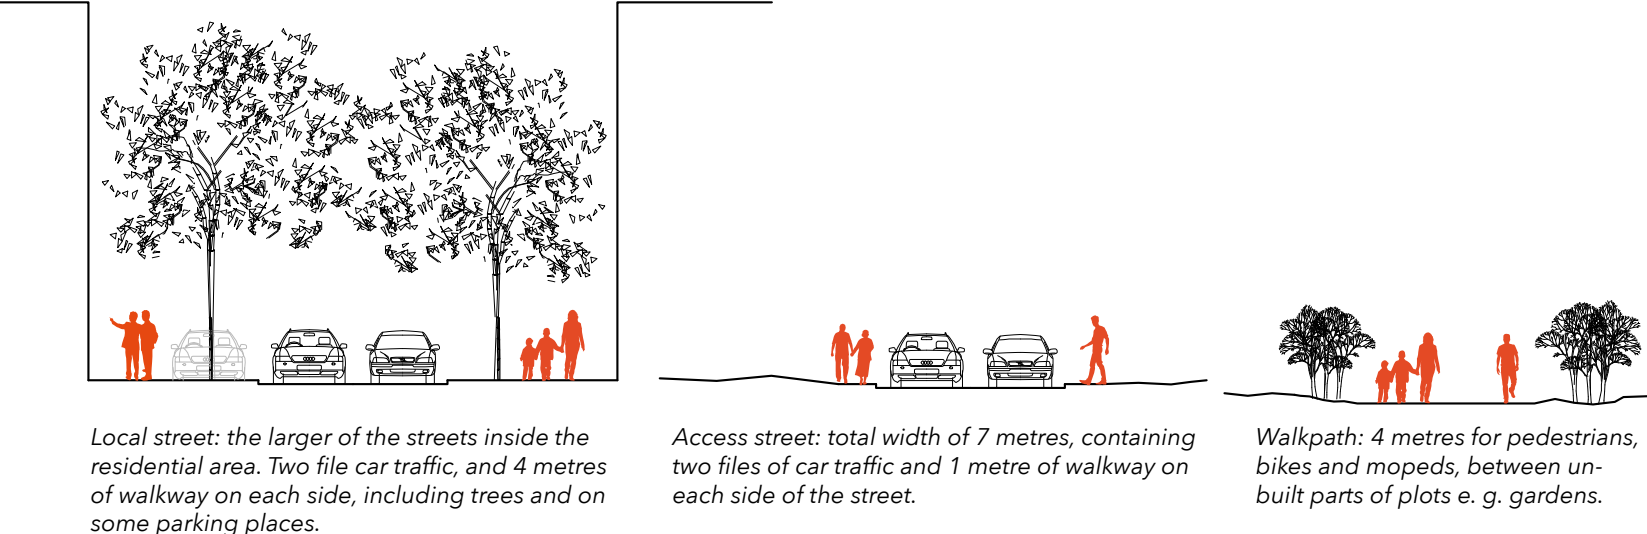 Local street: the larger of the streets inside the
residential area. Two file car traffic, and 4 metres
of walkway on each side, including trees and on
some parking places.
Access street: total width of 7 metres, containing
two files of car traffic and 1 metre of walkway on
each side of the street.
Walkpath: 4 metres for pedestrians,
bikes and mopeds, between un-
built parts of plots e. g. gardens.